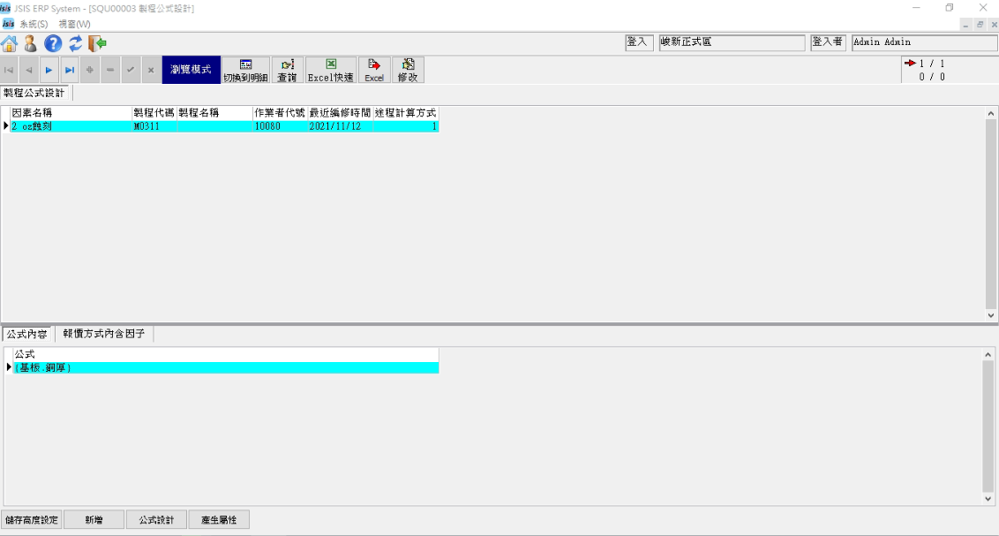 JSIS ERP System - [SQU00003 製程公式設計]
系統(S) 視窗(W)
登入 峻新正式區 登入者 Admin Admin
瀏覽模式 切換到明細 查詢 Excel快速 Excel 修改 1 / 1
0 / 0
製程公式設計
因素名稱 製程代碼 製程名稱 作業者代號 最近編修時間 途程計算方式
2 oz蝕刻 M0311 10080 2021/11/12 1
公式內容 報價方式內含因子
公式
{基板.銅厚}
儲存高度設定 新增 公式設計 產生屬性